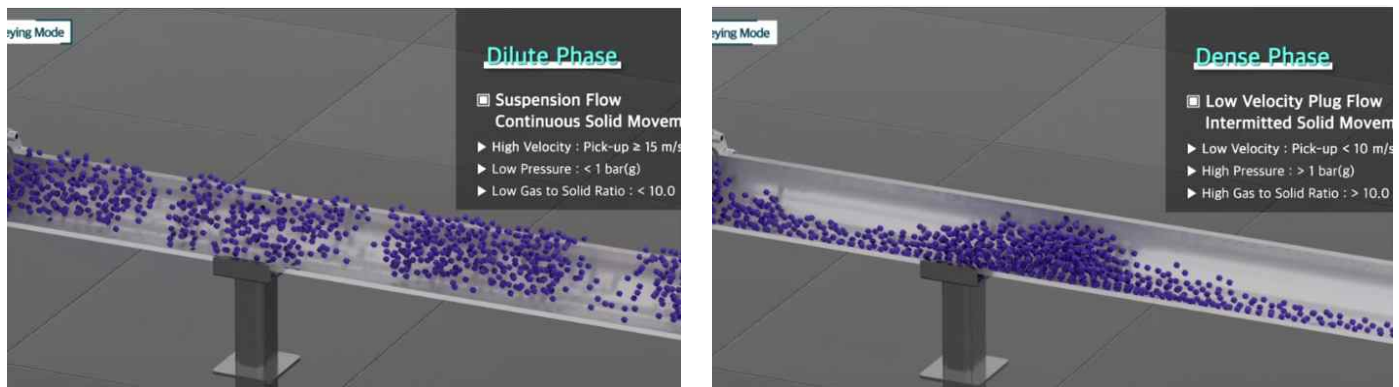 eying Mode
Dilute Phase
▣ Suspension Flow
Continuous Solid Movem
▶ High Velocity : Pick-up ≥ 15 m/s
▶ Low Pressure : < 1 bar(g)
▶ Low Gas to Solid Ratio : < 10.0
eying Mode
Dense Phase
▣ Low Velocity Plug Flow
Intermitted Solid Movem
▶ Low Velocity : Pick-up < 10 m/s
▶ High Pressure : > 1 bar(g)
▶ High Gas to Solid Ratio : > 10.0